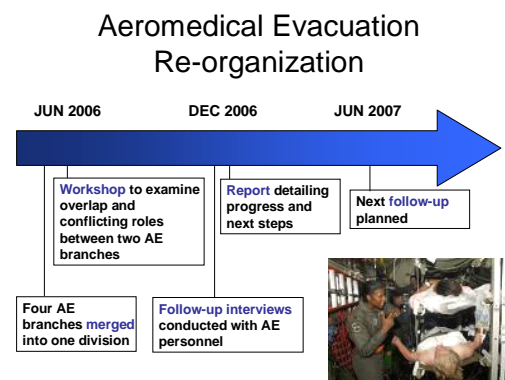 Aeromedical Evacuation
Re-organization
JUN 2006
DEC 2006
JUN 2007
Workshop to examine
overlap and
conflicting roles
between two AE
branches
Report detailing
progress and
next steps
Next follow-up
planned
Four AE
branches merged
into one division
Follow-up interviews
conducted with AE
personnel